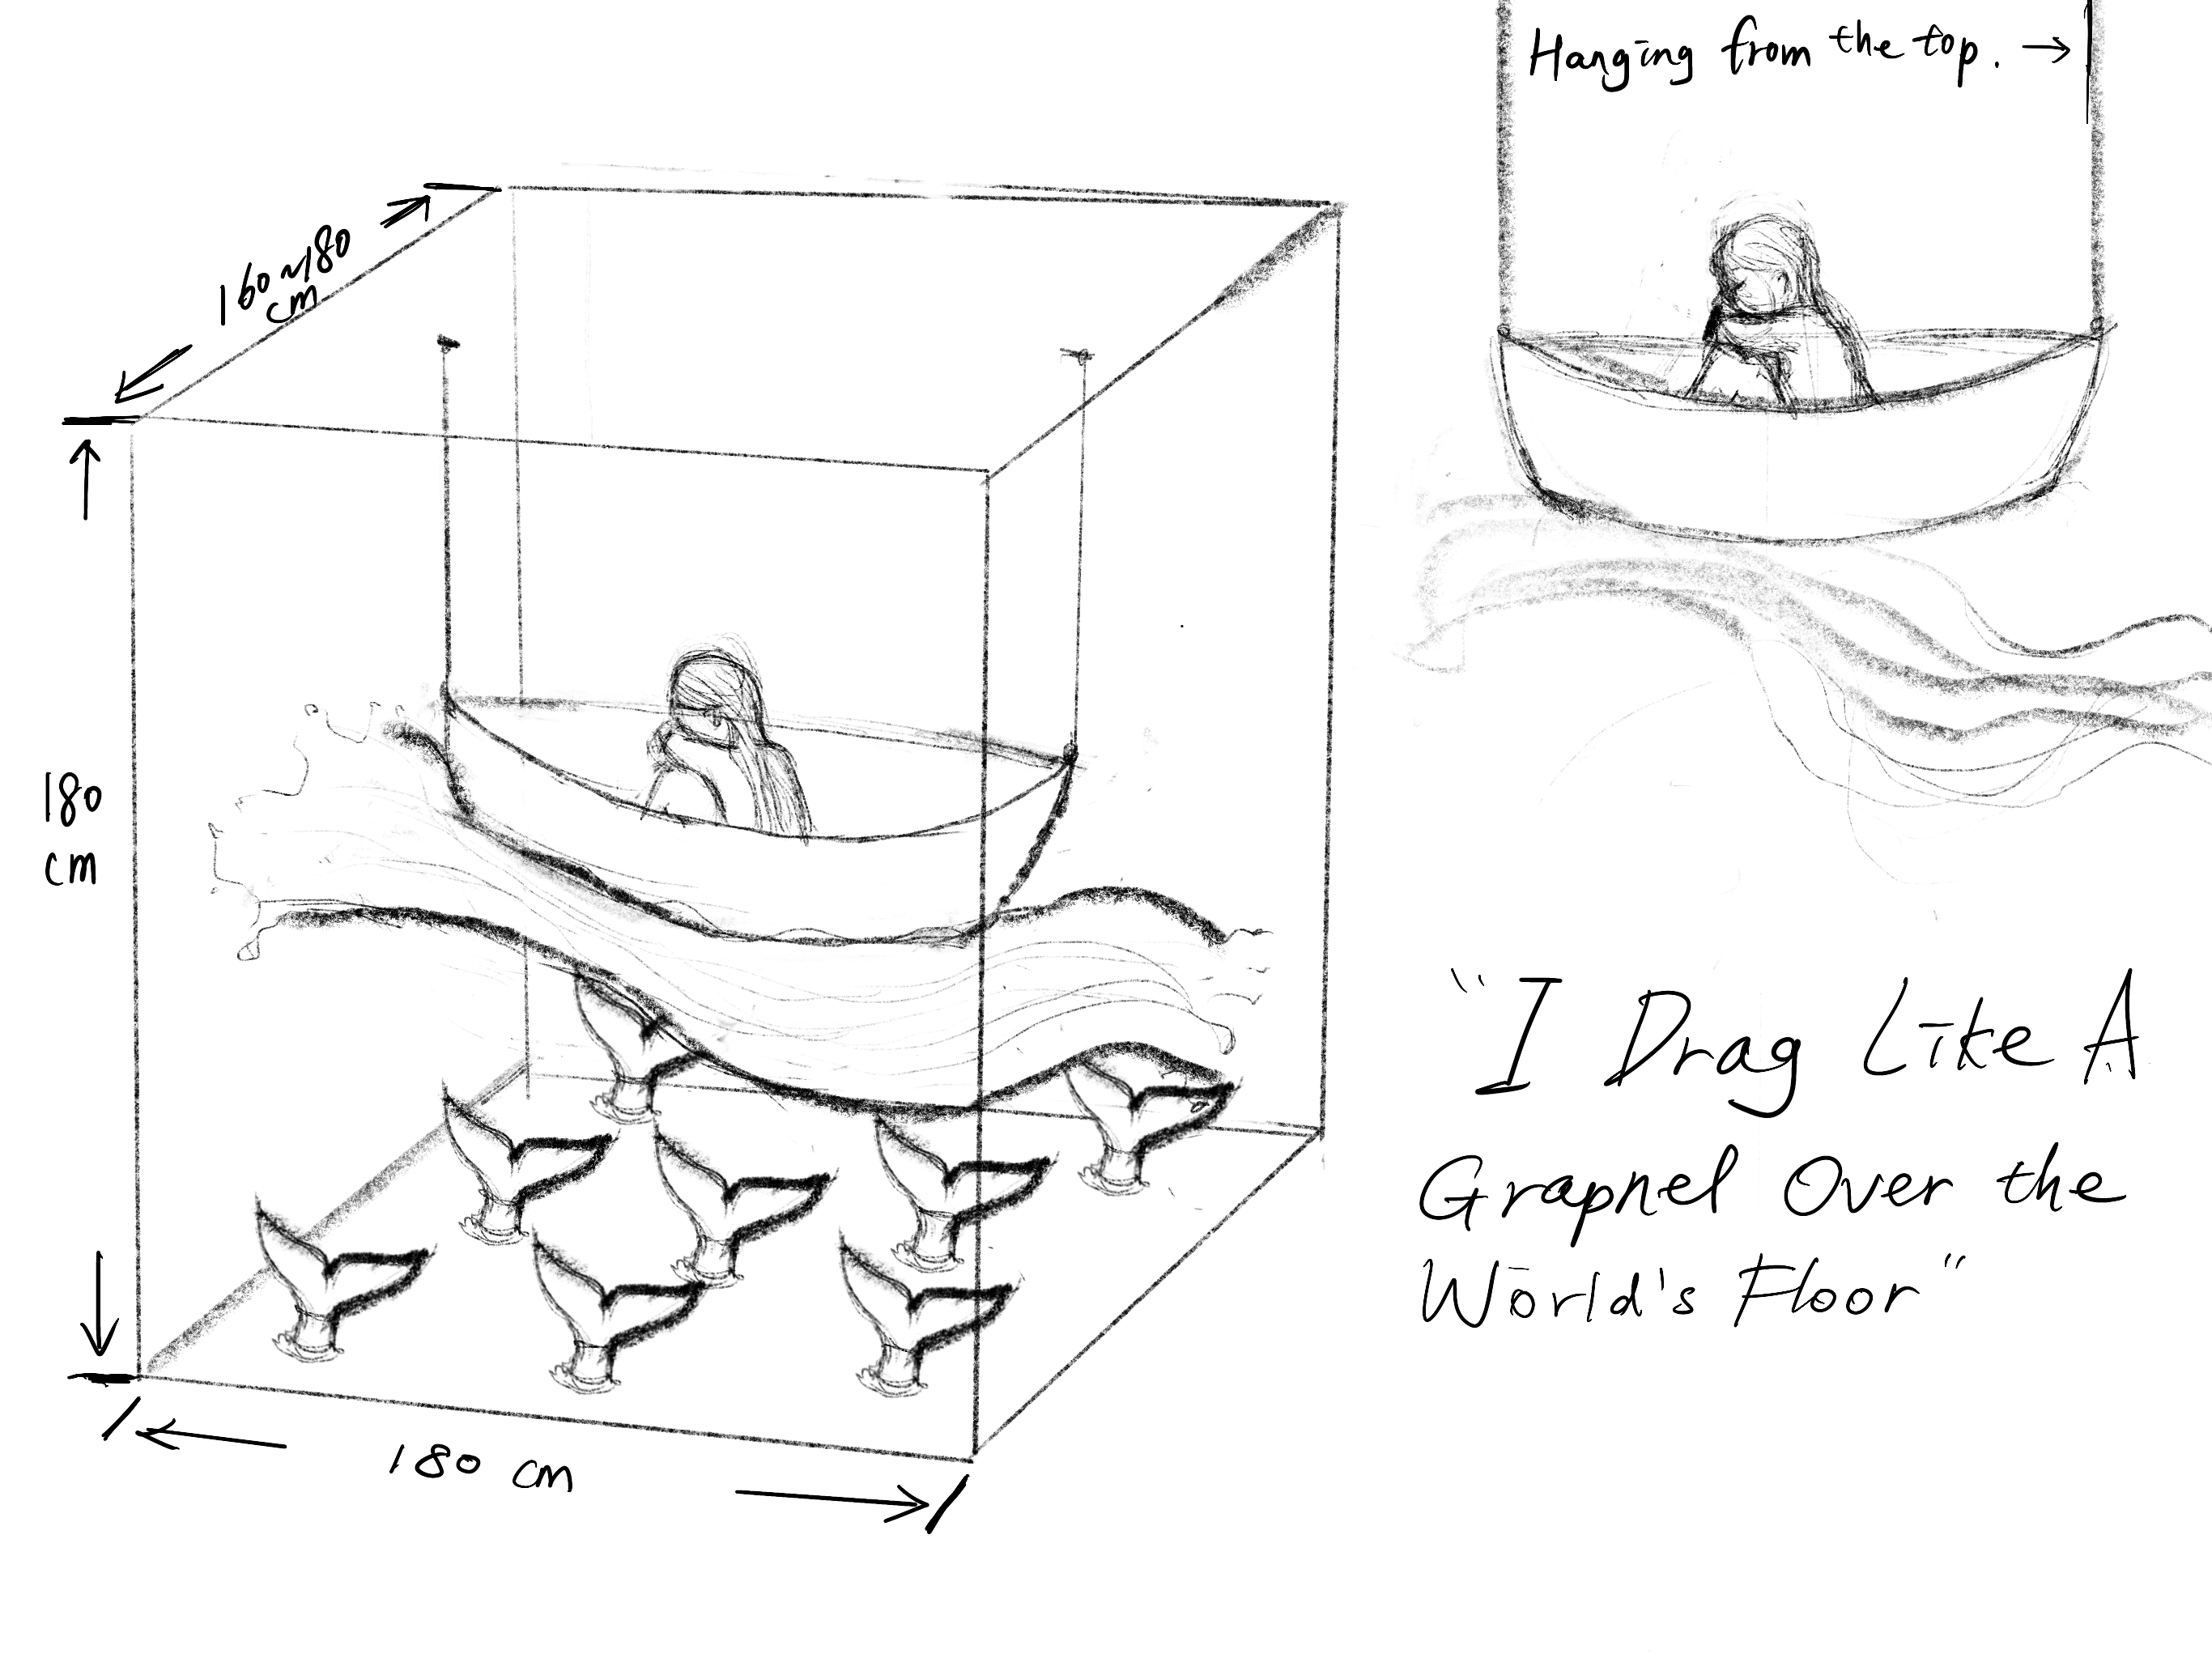 Hanging from the top. →
160~180
cm
180
cm
180 cm
"I Drag Like A
Grapnel Over the
World's Floor"